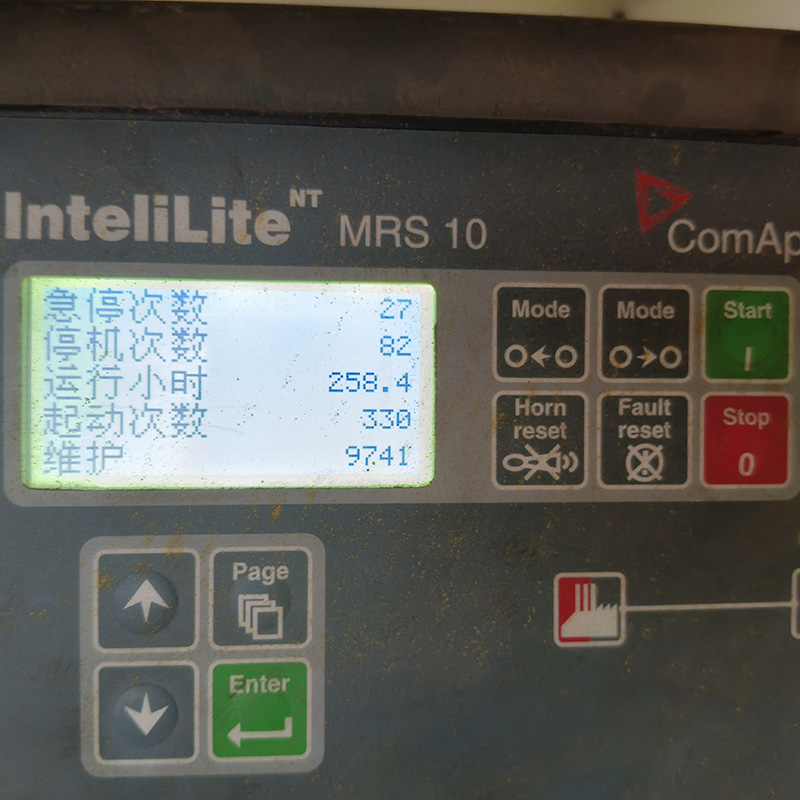 InteliLite NT MRS 10
ComAp
急停次数 27
停机次数 82
运行小时 258.4
起动次数 330
维护 9741
Mode
Mode
Start
I
Horn reset
Fault reset
Stop
0
Page
Enter